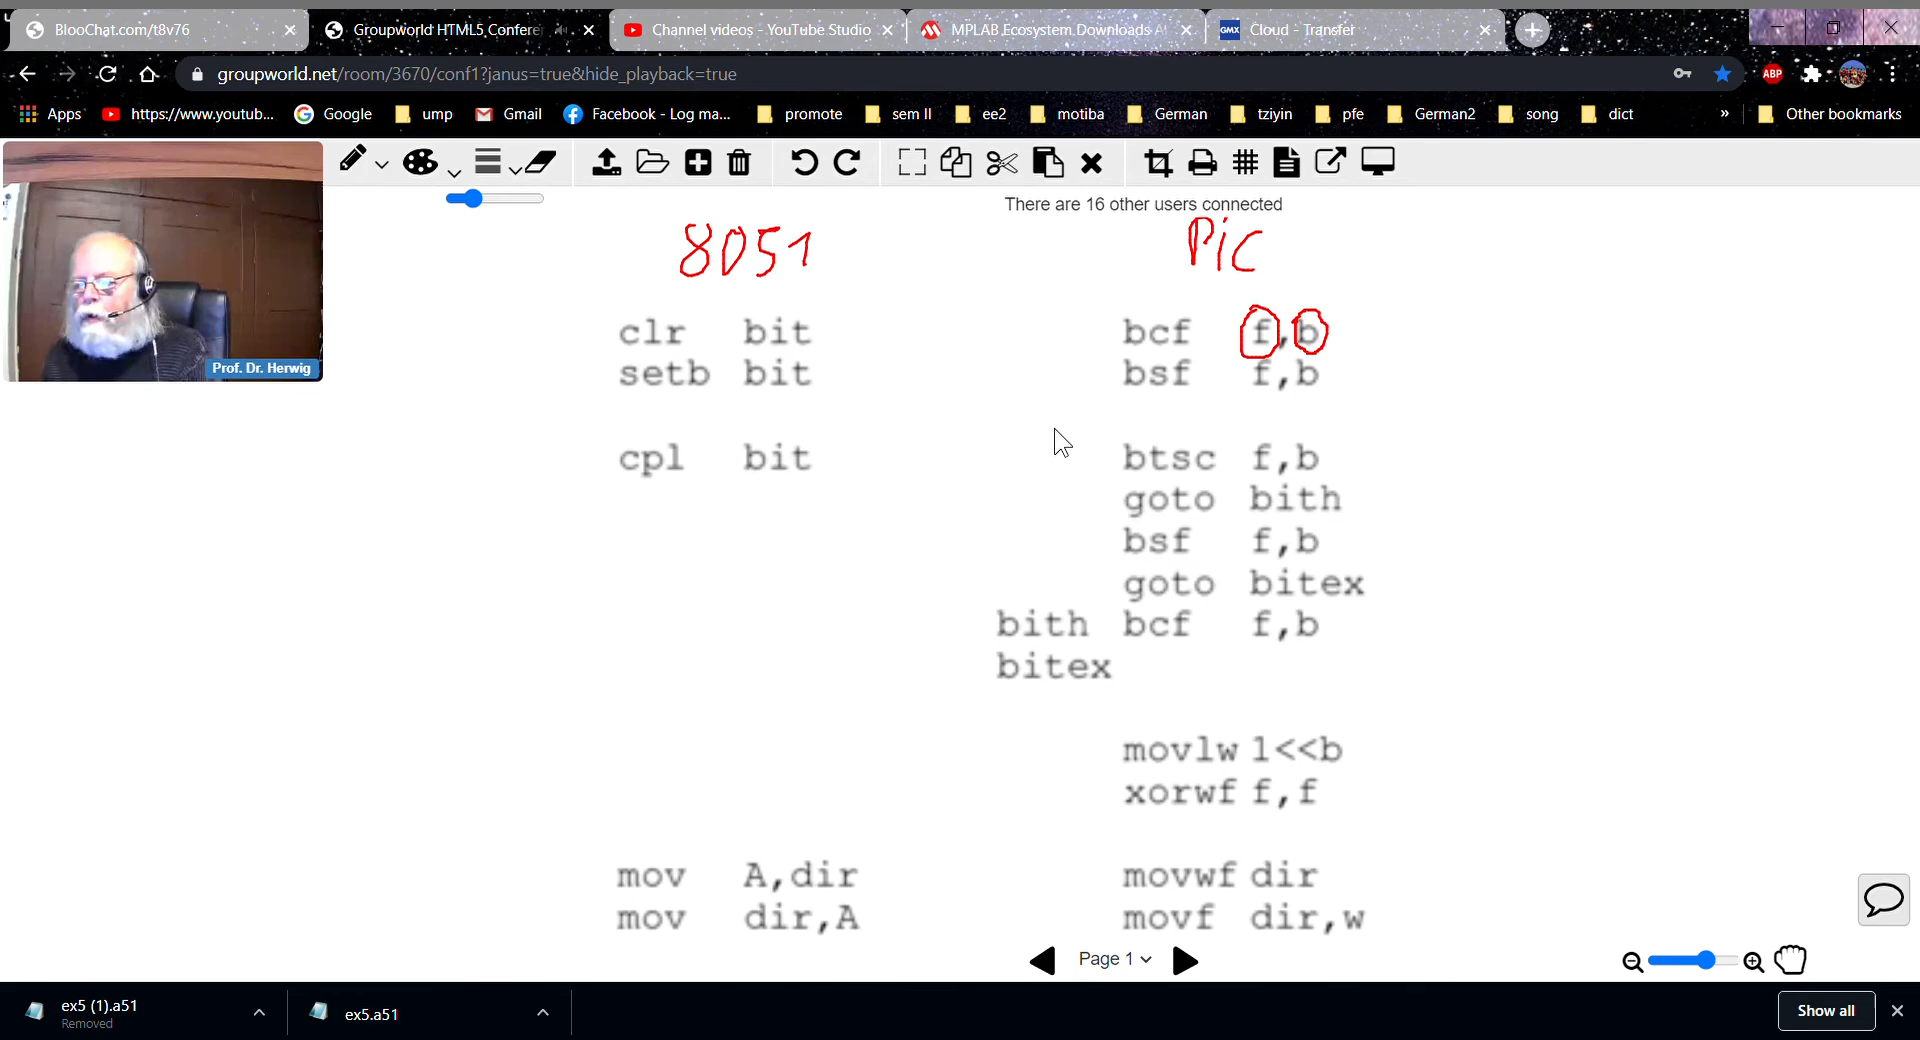 BlooChat.com/t8v76
Groupworld HTML5 Confere
Channel videos - YouTube Studio
MPLAB Ecosystem Downloads A
GMX Cloud - Transfer
groupworld.net/room/3670/conf1?janus=true&hide_playback=true
ABP
Apps
https://www.youtub...
Google
ump
Gmail
Facebook - Log ma...
promote
sem II
ee2
motiba
German
tziyin
pfe
German2
song
dict
»
Other bookmarks
There are 16 other users connected
Prof. Dr. Herwig
8051 PiC
clr bit bcf f,b
setb bit bsf f,b
cpl bit btsc f,b
goto bith
bsf f,b
goto bitex
bith bcf f,b
bitex
movlw 1<<b
xorwf f,f
mov A,dir movwf dir
mov dir,A movf dir,w
Page 1
ex5 (1).a51
Removed
ex5.a51
Show all